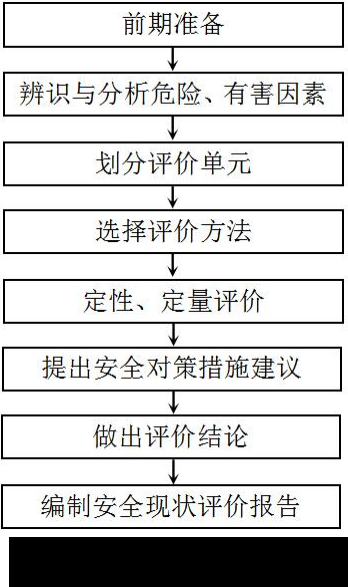 前期准备
辨识与分析危险、有害因素
划分评价单元
选择评价方法
定性、定量评价
提出安全对策措施建议
做出评价结论
编制安全现状评价报告